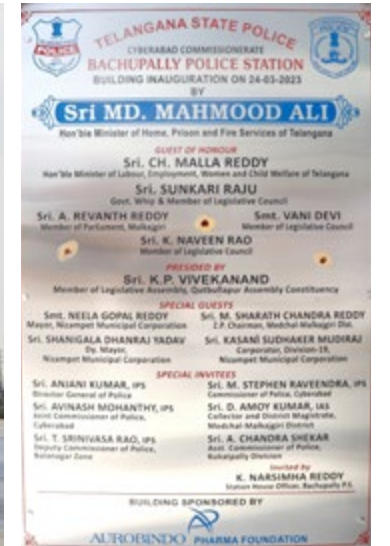 TELANGANA STATE POLICE
POLICE
CYBERABAD COMMISSIONERATE
BACHUPALLY POLICE STATION
BUILDING INAUGURATION ON 24-03-2023
BY
Sri MD. MAHMOOD ALI
Hon'ble Minister of Home, Prison and Fire Services of Telangana
GUEST OF HONOUR
Sri. CH. MALLA REDDY
Hon'ble Minister of Labour, Employment, Women and Child Welfare of Telangana
Sri. SUNKARI RAJU
Govt. Whip & Member of Legislative Council
Sri. A. REVANTH REDDY Smt. VANI DEVI
Member of Parliament, Malkajgiri Member of Legislative Council
Sri. K. NAVEEN RAO
Member of Legislative Council
PRESIDED BY
Sri. K.P. VIVEKANAND
Member of Legislative Assembly, Qutbullapur Assembly Constituency
SPECIAL GUESTS
Smt. NEELA GOPAL REDDY Sri. M. SHARATH CHANDRA REDDY
Mayor, Nizampet Municipal Corporation Z.P. Chairman, Medchal-Malkajgiri Dist.
Sri. SHANIGALA DHANRAJ YADAV Sri. KASANI SUDHAKER MUDIRAJ
Dy. Mayor, Corporator, Division-19,
Nizampet Municipal Corporation Nizampet Municipal Corporation
SPECIAL INVITEES
Sri. ANJANI KUMAR, IPS Sri. M. STEPHEN RAVEENDRA, IPS
Director General of Police Commissioner of Police, Cyberabad
Sri. AVINASH MOHANTHY, IPS Sri. D. AMOY KUMAR, IAS
Joint Commissioner of Police, Collector and District Magistrate,
Cyberabad Medchal-Malkajgiri District
Sri. T. SRINIVASA RAO, IPS Sri. A. CHANDRA SHEKAR
Deputy Commissioner of Police, Asst. Commissioner of Police,
Balanagar Zone Kukatpally Division
Invited by
K. NARSIMHA REDDY
Station House Officer, Bachupally P.S.
BUILDING SPONSORED BY
AUROBINDO PHARMA FOUNDATION